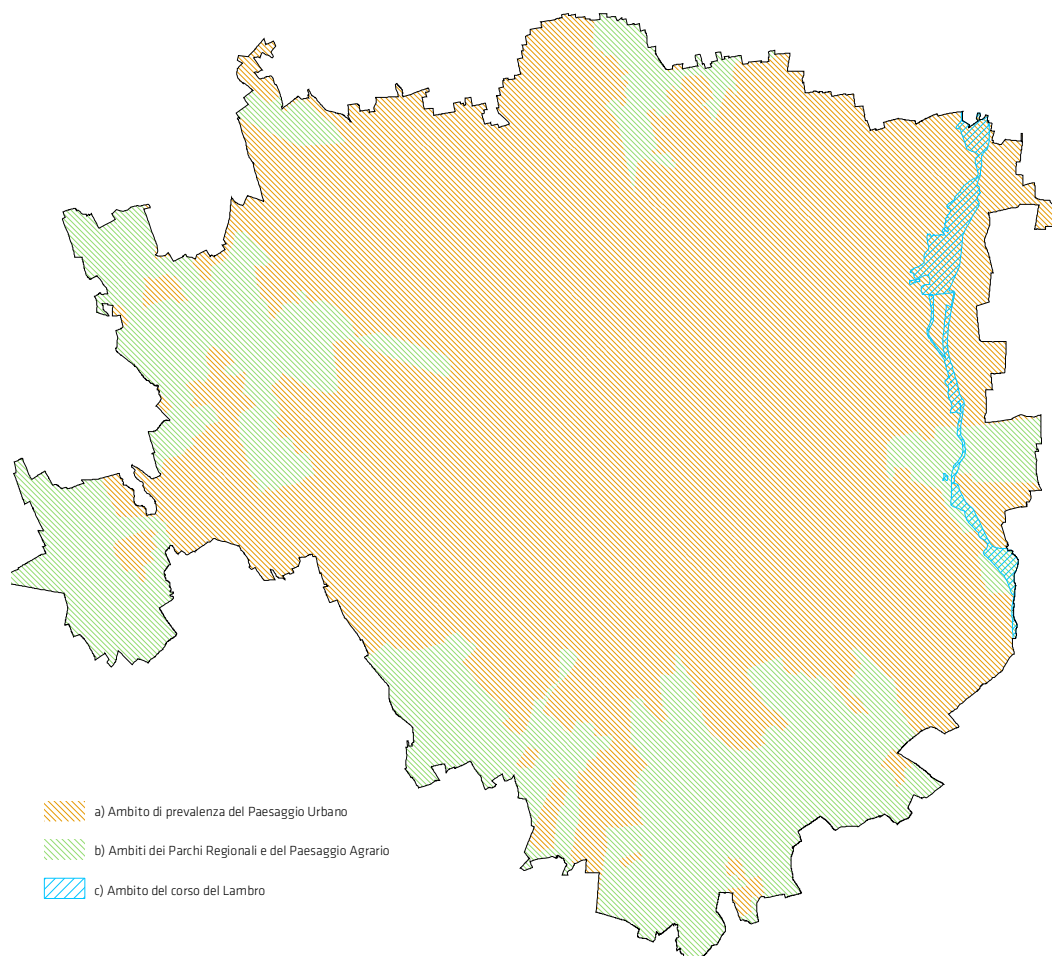 a) Ambito di prevalenza del Paesaggio Urbano
b) Ambiti dei Parchi Regionali e del Paesaggio Agrario
c) Ambito del corso del Lambro